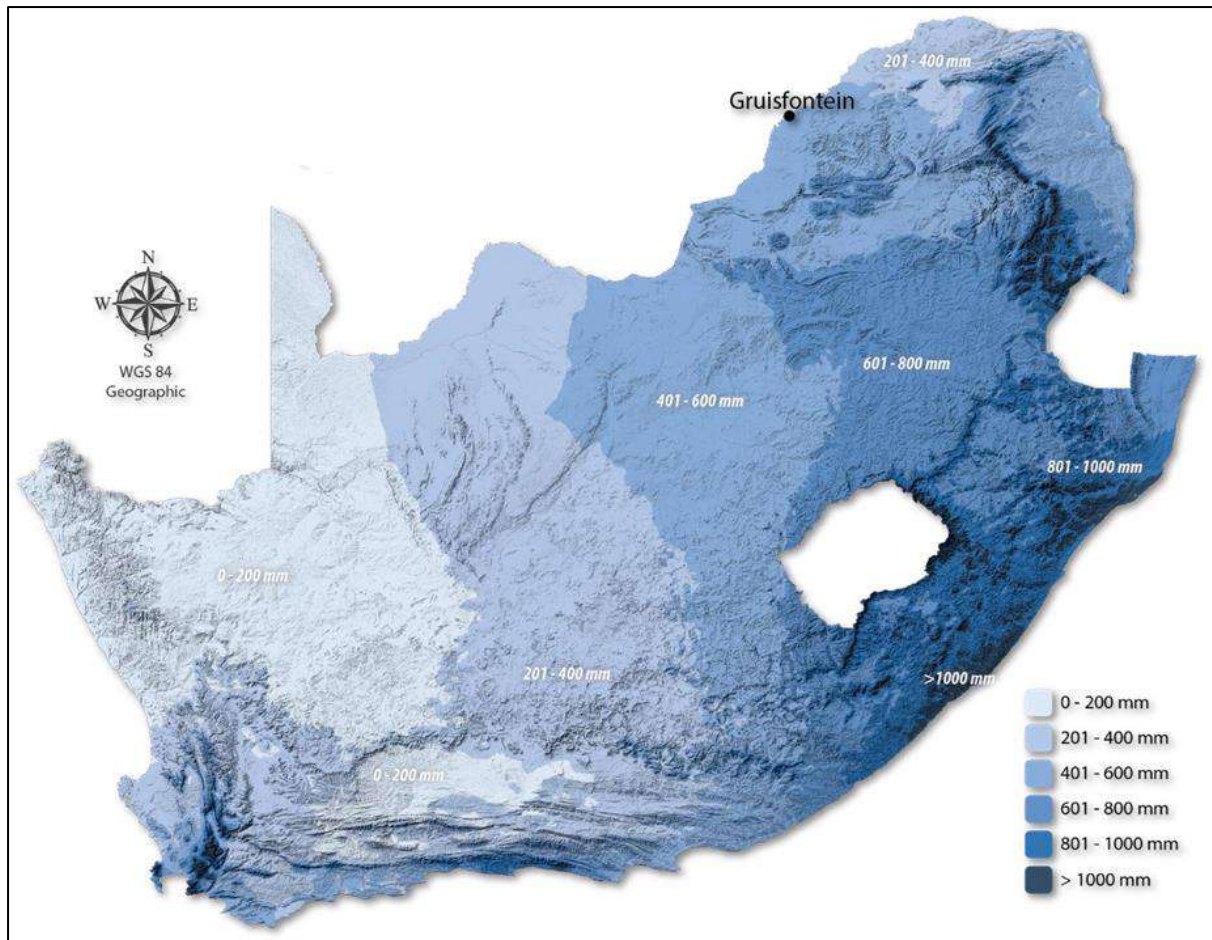 201 - 400 mm
Gruisfontein
N
W E
S
WGS 84
Geographic
601 - 800 mm
401 - 600 mm
801 - 1000 mm
0 - 200 mm
201 - 400 mm
>1000 mm
0 - 200 mm
0 - 200 mm
201 - 400 mm
401 - 600 mm
601 - 800 mm
801 - 1000 mm
> 1000 mm